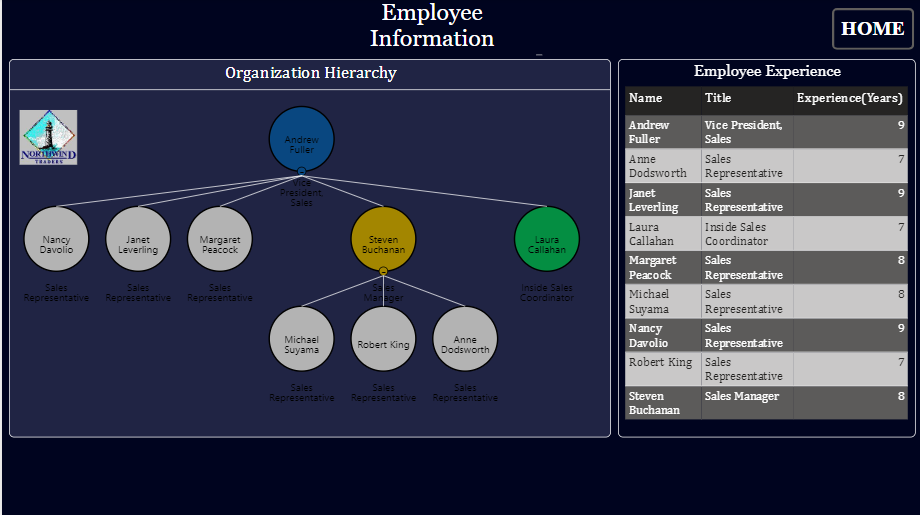 Employee
Information
HOME
Organization Hierarchy
NORTHWIND
TRADERS
Andrew
Fuller
Vice
President,
Sales
Nancy
Davolio
Janet
Leverling
Margaret
Peacock
Steven
Buchanan
Laura
Callahan
Sales
Representative
Sales
Representative
Sales
Representative
Sales
Manager
Inside Sales
Coordinator
Michael
Suyama
Robert King
Anne
Dodsworth
Sales
Representative
Sales
Representative
Sales
Representative
Employee Experience
Name Title Experience(Years)
Andrew Vice President, 9
Fuller Sales
Anne Sales 7
Dodsworth Representative
Janet Sales 9
Leverling Representative
Laura Inside Sales 7
Callahan Coordinator
Margaret Sales 8
Peacock Representative
Michael Sales 8
Suyama Representative
Nancy Sales 9
Davolio Representative
Robert King Sales 7
Representative
Steven Sales Manager 8
Buchanan